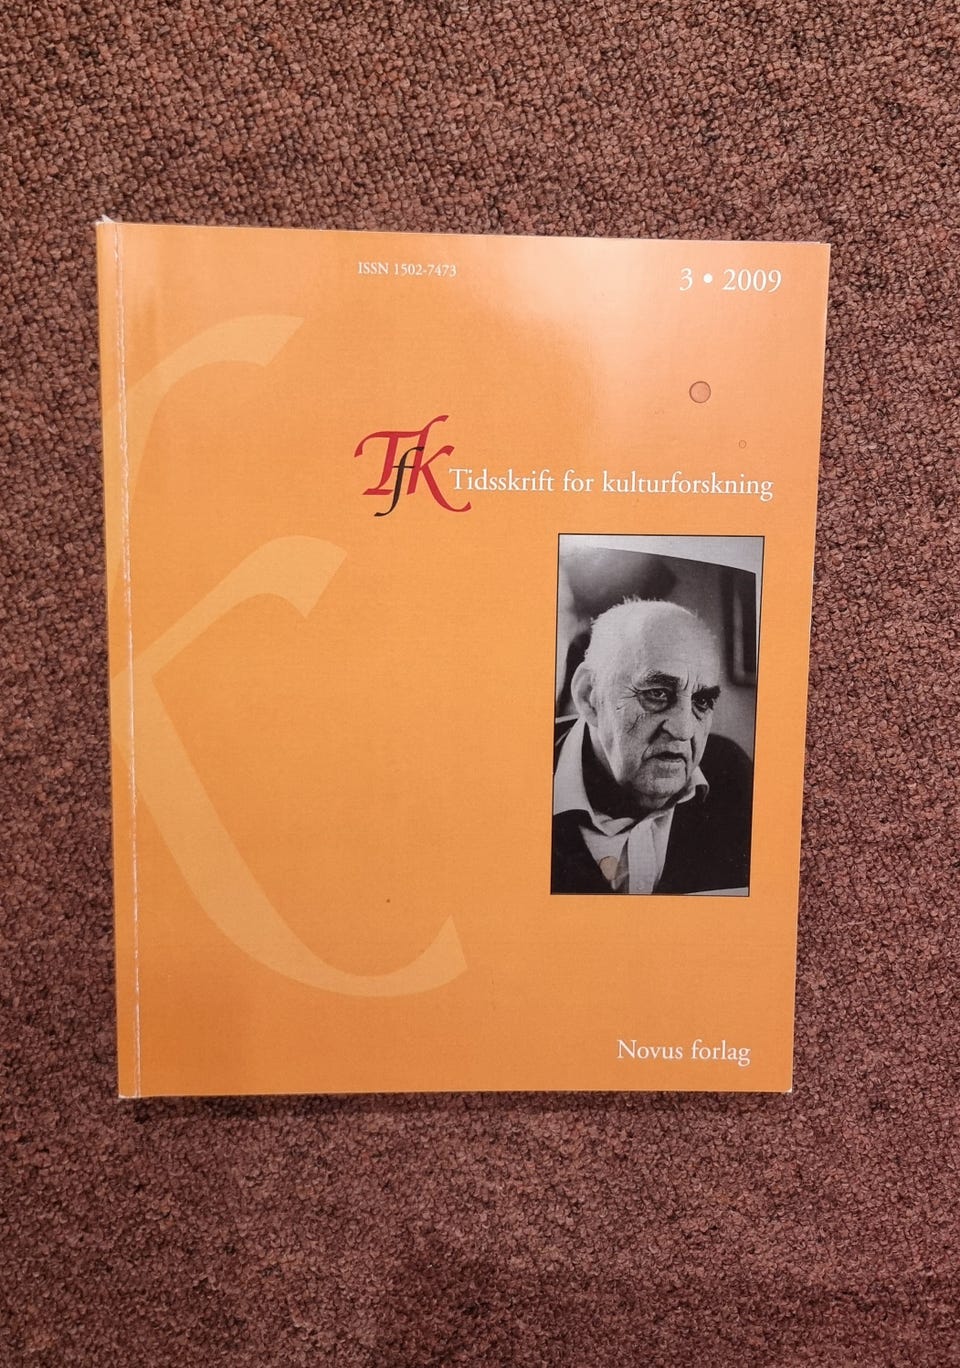 ISSN 1502-7473
3 • 2009
TfK Tidsskrift for kulturforskning
Novus forlag